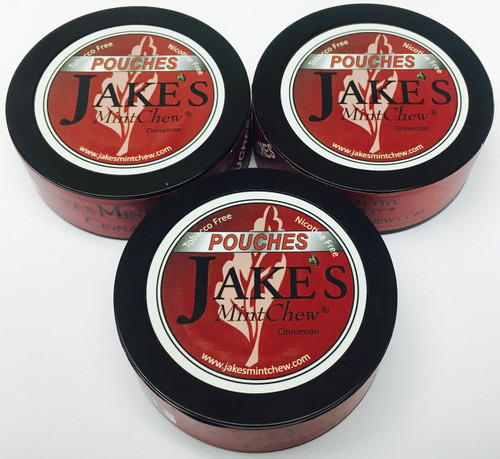 Tobacco Free Nicotine Free
POUCHES
JAKE'S
MintChew®
Cinnamon
www.jakesmintchew.com
Tobacco Free Nicotine Free
POUCHES
JAKE'S
MintChew®
Cinnamon
www.jakesmintchew.com
Tobacco Free Nicotine Free
POUCHES
JAKE'S
MintChew®
Cinnamon
www.jakesmintchew.com